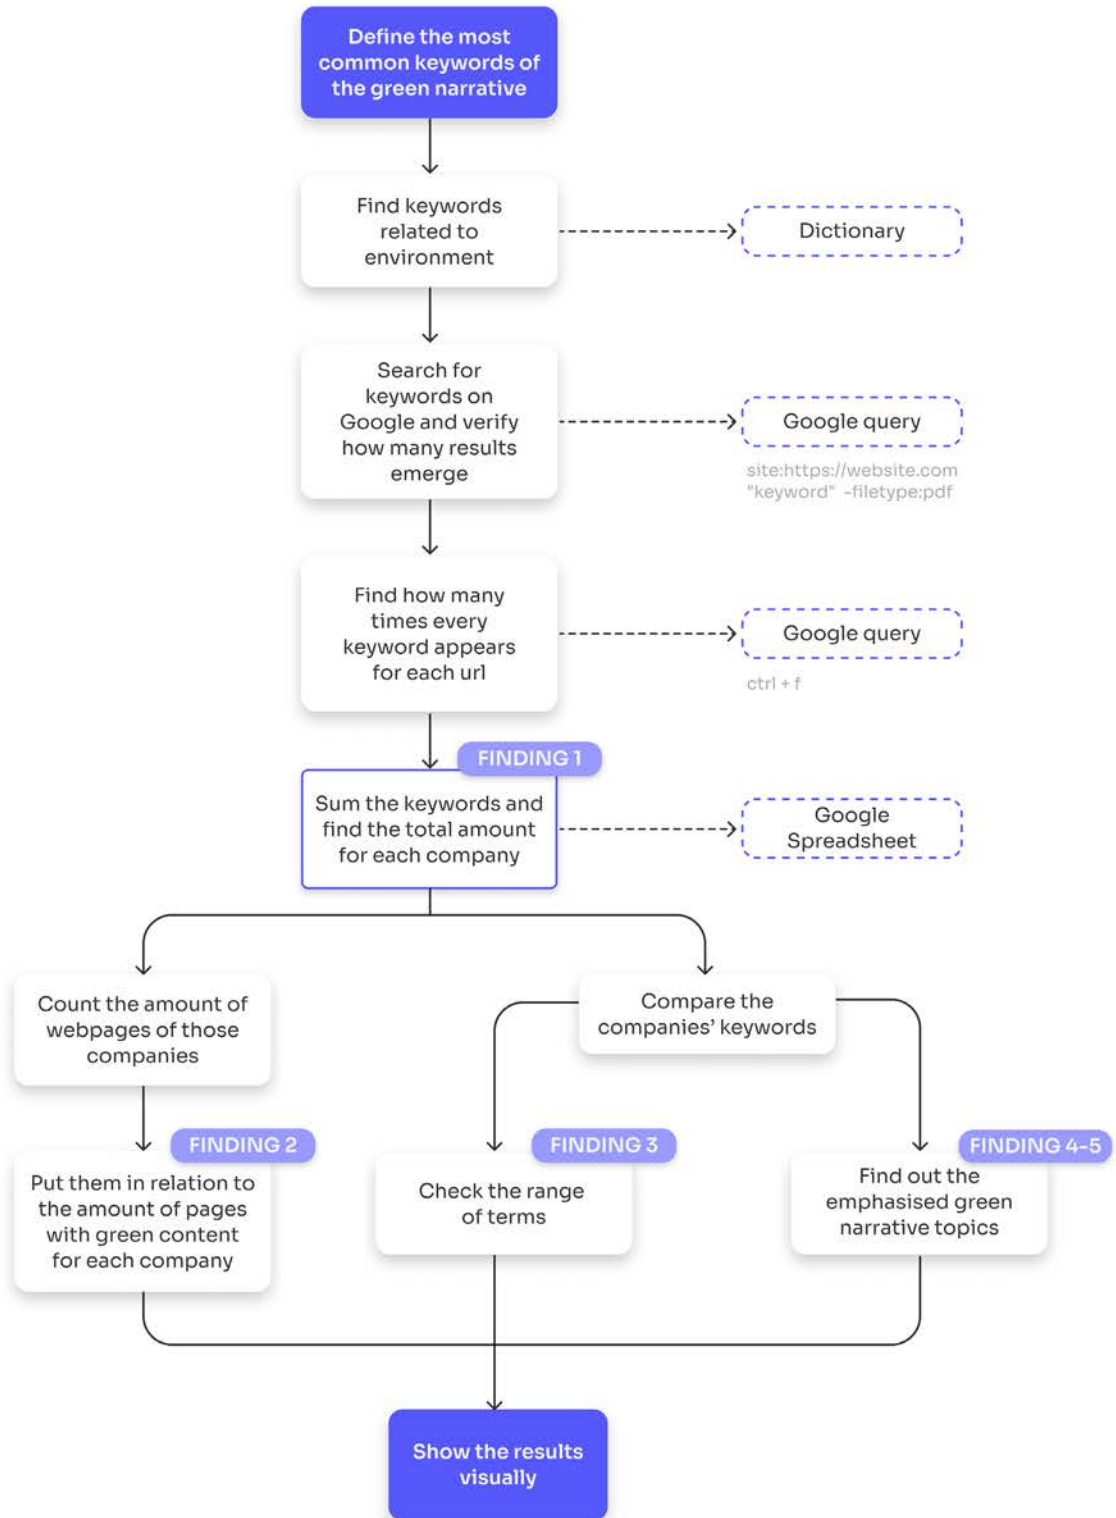 Define the most
common keywords of
the green narrative
Find keywords
related to
environment
Dictionary
Search for
keywords on
Google and verify
how many results
emerge
Google query
site:https://website.com
"keyword" -filetype:pdf
Find how many
times every
keyword appears
for each url
Google query
ctrl + f
FINDING 1
Sum the keywords and
find the total amount
for each company
Google
Spreadsheet
Count the amount of
webpages of those
companies
Compare the
companies’ keywords
FINDING 2
Put them in relation to
the amount of pages
with green content
for each company
FINDING 3
Check the range
of terms
FINDING 4-5
Find out the
emphasised green
narrative topics
Show the results
visually